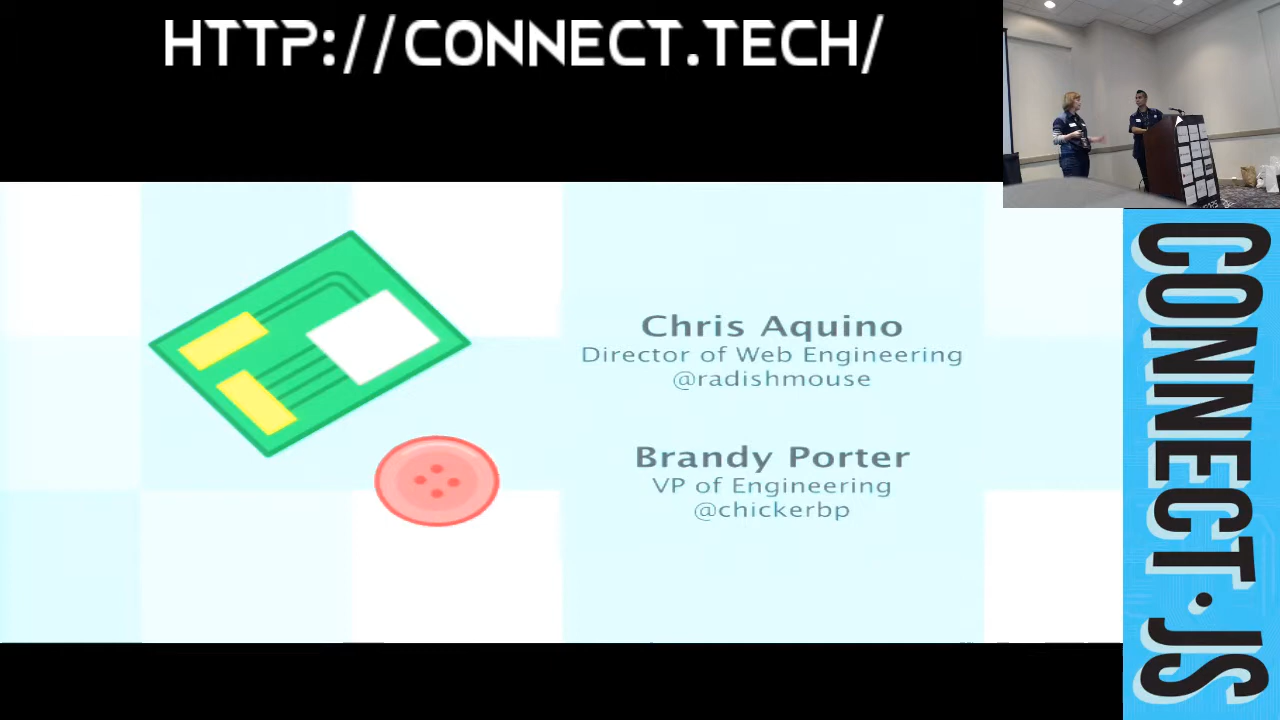 HTTP://CONNECT.TECH/
Chris Aquino
Director of Web Engineering
@radishmouse
Brandy Porter
VP of Engineering
@chickerbp
CONNECT.JS